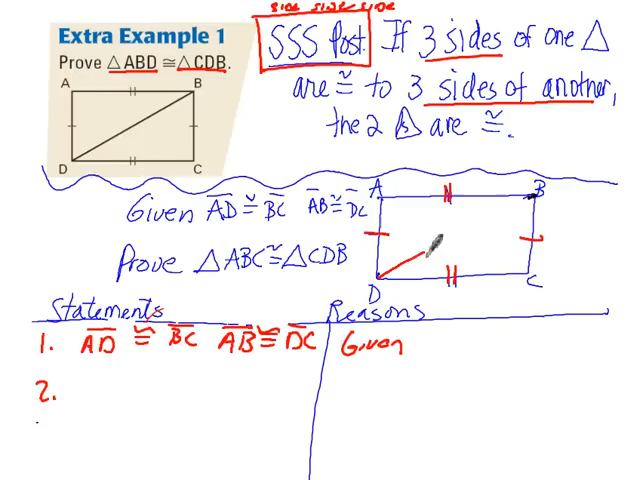 SIDE SIDE SIDE
Extra Example 1
Prove △ABD ≅ △CDB.
A B
D C
SSS Post. If 3 sides of one △
are ≅ to 3 sides of another,
the 2 △s are ≅.
Given AD ≅ BC AB ≅ DC
Prove △ABC ≅ △CDB
A B
D C
Statements Reasons
1. AD ≅ BC AB ≅ DC Given
2.